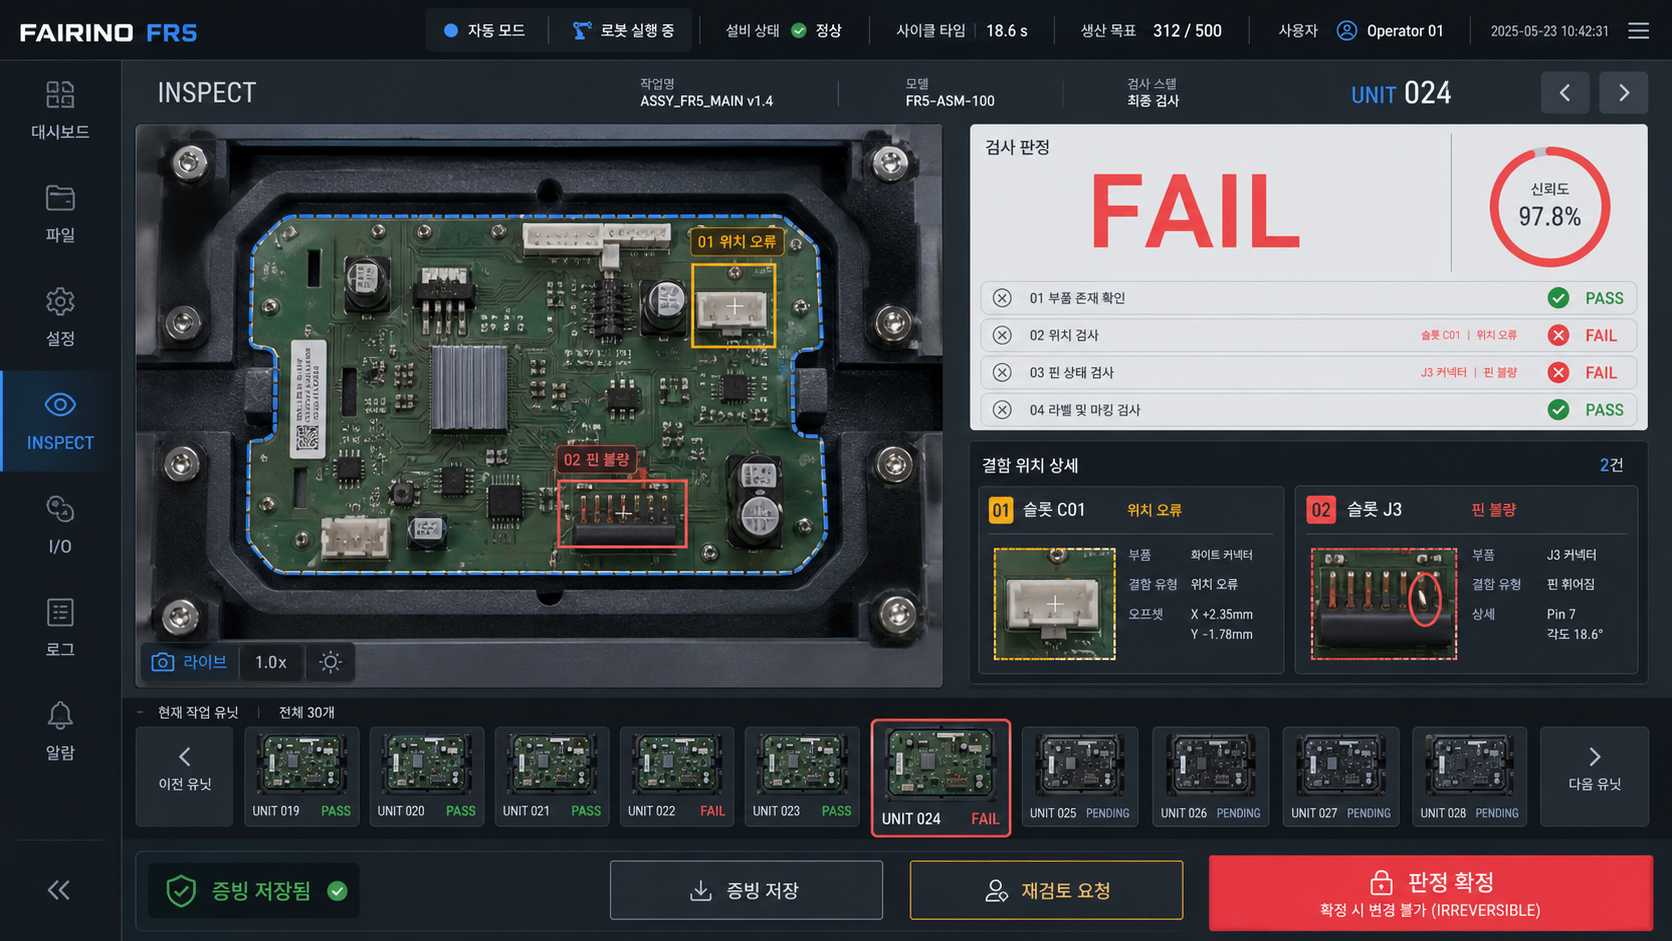 FAIRINO FR5
자동 모드
로봇 실행 중
설비 상태 정상
사이클 타임 18.6 s
생산 목표 312 / 500
사용자 Operator 01
2025-05-23 10:42:31
대시보드
파일
설정
INSPECT
I/O
로그
알람
INSPECT
작업명
ASSY_FR5_MAIN v1.4
모델
FR5-ASM-100
검사 스텝
최종 검사
UNIT 024
01 위치 오류
02 핀 불량
라이브
1.0x
검사 판정
FAIL
신뢰도
97.8%
01 부품 존재 확인 PASS
02 위치 검사 슬롯 C01 | 위치 오류 FAIL
03 핀 상태 검사 J3 커넥터 | 핀 불량 FAIL
04 라벨 및 마킹 검사 PASS
결함 위치 상세 2건
01 슬롯 C01 위치 오류
부품 화이트 커넥터
결함 유형 위치 오류
오프셋 X +2.35mm
Y -1.78mm
02 슬롯 J3 핀 불량
부품 J3 커넥터
결함 유형 핀 휘어짐
상세 Pin 7
각도 18.6°
현재 작업 유닛 | 전체 30개
이전 유닛
UNIT 019 PASS
UNIT 020 PASS
UNIT 021 PASS
UNIT 022 FAIL
UNIT 023 PASS
UNIT 024 FAIL
UNIT 025 PENDING
UNIT 026 PENDING
UNIT 027 PENDING
UNIT 028 PENDING
다음 유닛
증빙 저장됨
증빙 저장
재검토 요청
판정 확정
확정 시 변경 불가 (IRREVERSIBLE)